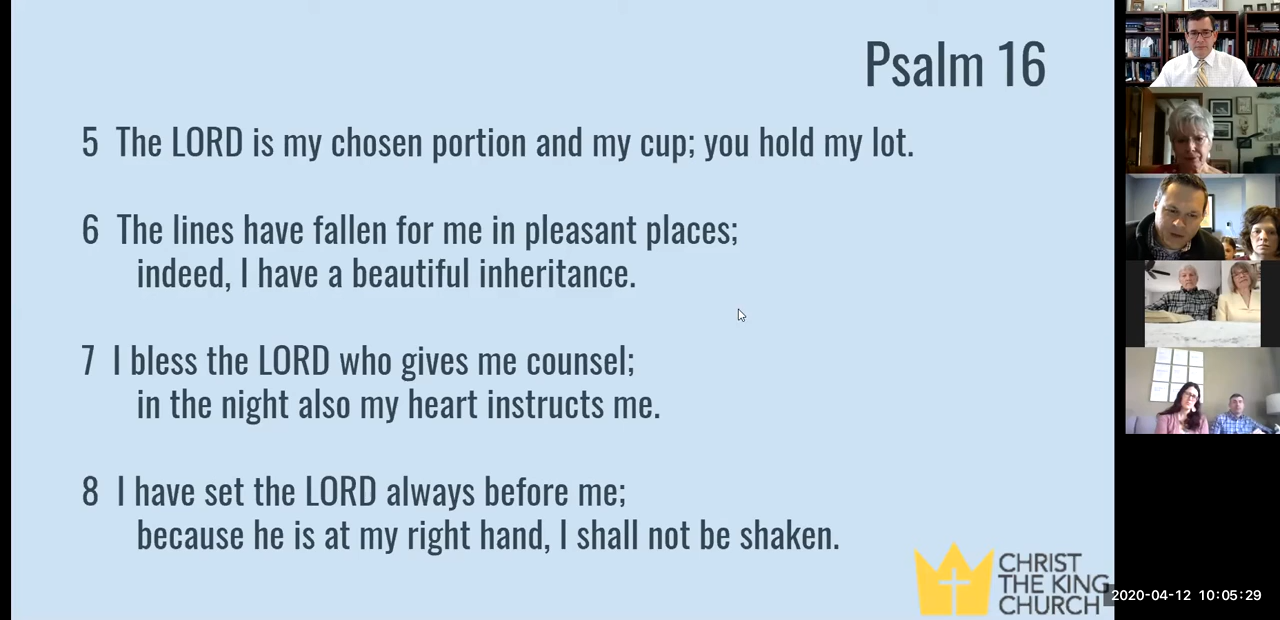 Psalm 16
5 The LORD is my chosen portion and my cup; you hold my lot.
6 The lines have fallen for me in pleasant places;
indeed, I have a beautiful inheritance.
7 I bless the LORD who gives me counsel;
in the night also my heart instructs me.
8 I have set the LORD always before me;
because he is at my right hand, I shall not be shaken.
CHRIST
THE KING
CHURCH
2020-04-12 10:05:29